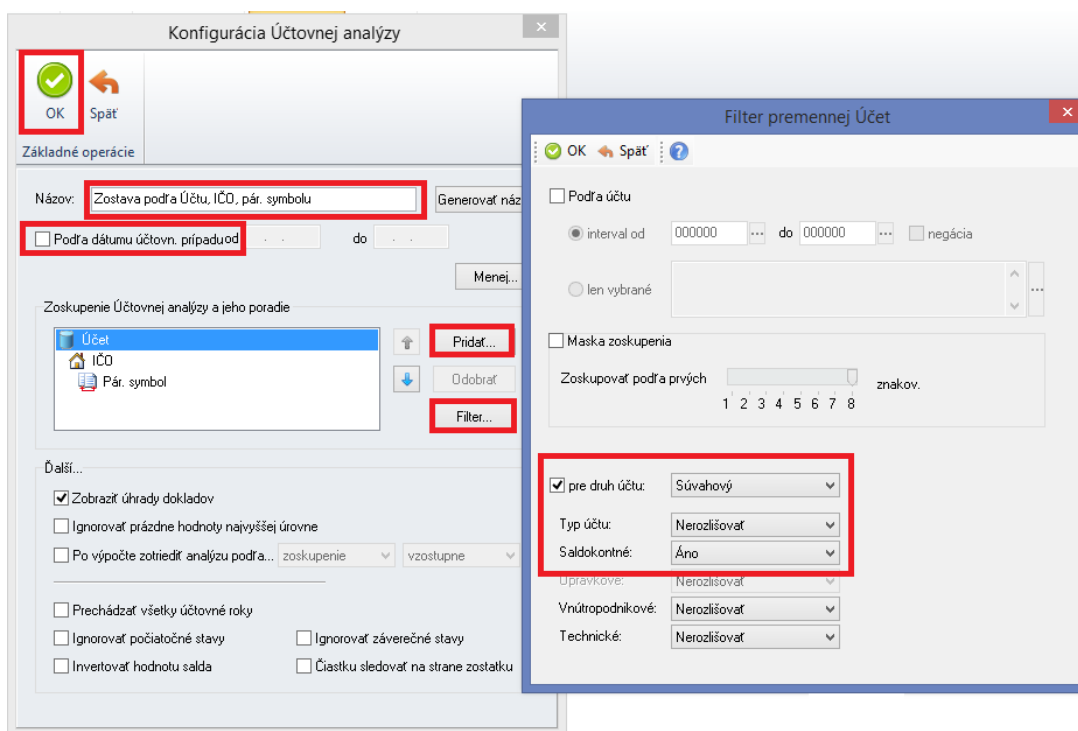 Konfigurácia Účtovnej analýzy
OK Späť
Základné operácie
Názov: Zostava podľa Účtu, IČO, pár. symbolu Generovať náz
Podľa dátumu účtovn. prípadu od . . do . .
Menej...
Zoskupenie Účtovnej analýzy a jeho poradie
Účet
IČO
Pár. symbol
Pridať...
Odobrať
Filter...
Ďalší...
Zobraziť úhrady dokladov
Ignorovať prázdne hodnoty najvyššej úrovne
Po výpočte zotriediť analýzu podľa... zoskupenie vzostupne
Prechádzať všetky účtovné roky
Ignorovať počiatočné stavy Ignorovať záverečné stavy
Invertovať hodnotu salda Čiastku sledovať na strane zostatku
Filter premennej Účet
OK Späť
Podľa účtu
interval od 000000 ... do 000000 ... negácia
len vybrané ...
Maska zoskupenia
Zoskupovať podľa prvých znakov.
1 2 3 4 5 6 7 8
pre druh účtu: Súvahový
Typ účtu: Nerozlišovať
Saldokontné: Áno
Oprávkové: Nerozlišovať
Vnútropodnikové: Nerozlišovať
Technické: Nerozlišovať